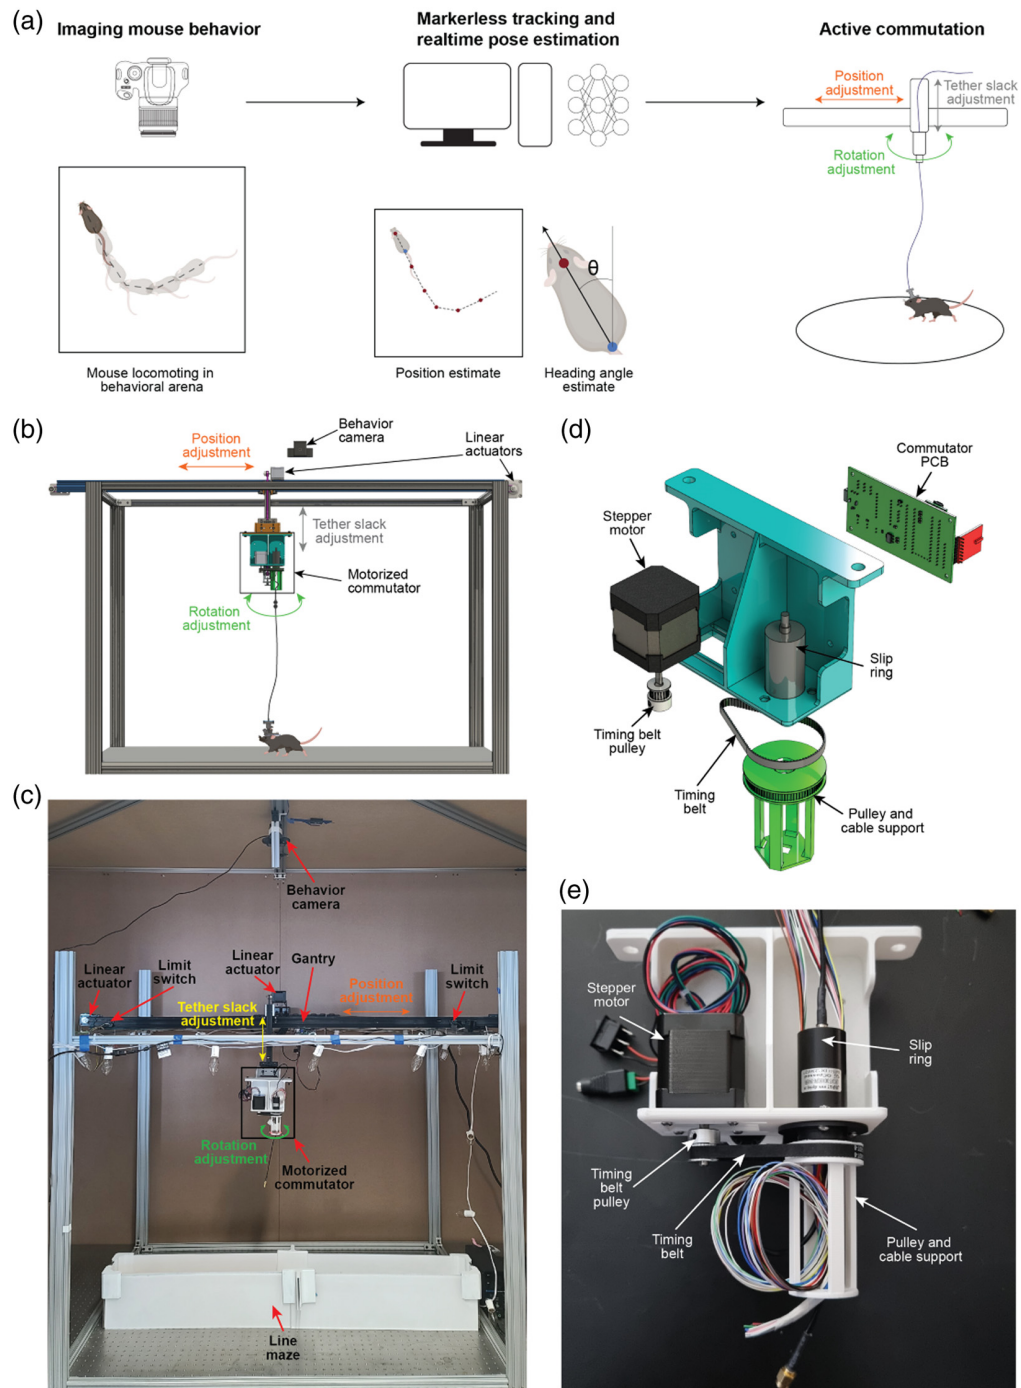 (a)
Imaging mouse behavior
Markerless tracking and
realtime pose estimation
Active commutation
Position
adjustment
Tether slack
adjustment
Rotation
adjustment
θ
Mouse locomoting in
behavioral arena
Position estimate
Heading angle
estimate
(b)
Behavior
camera
Position
adjustment
Linear
actuators
Tether slack
adjustment
Motorized
commutator
Rotation
adjustment
(c)
Behavior
camera
Linear
actuator
Limit
switch
Linear
actuator
Gantry
Position
adjustment
Limit
switch
Tether slack
adjustment
Rotation
adjustment
Motorized
commutator
Line
maze
(d)
Commutator
PCB
Stepper
motor
Slip
ring
Timing belt
pulley
Timing
belt
Pulley and
cable support
(e)
Stepper
motor
Slip
ring
Timing
belt
pulley
Timing
belt
Pulley and
cable support